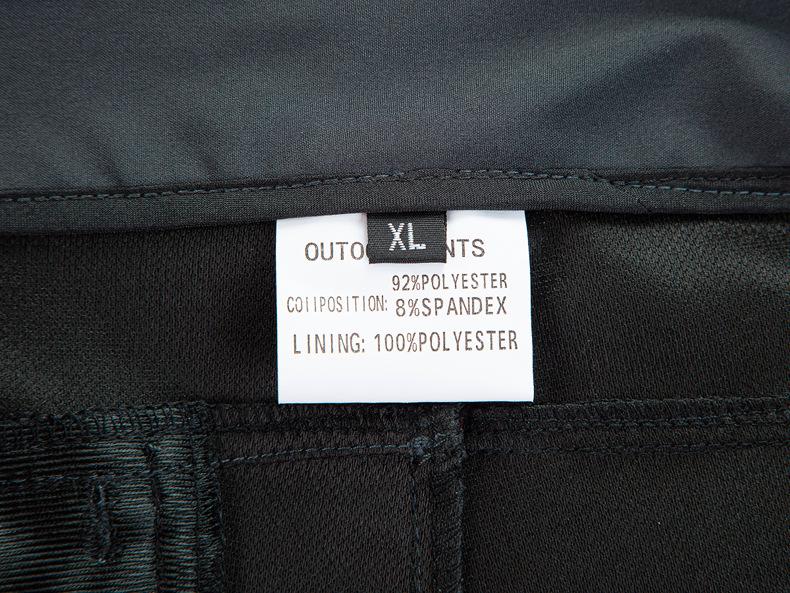 XL
92%POLYESTER
COIIPOSITION: 8%SPANDEX
LINING: 100%POLYESTER